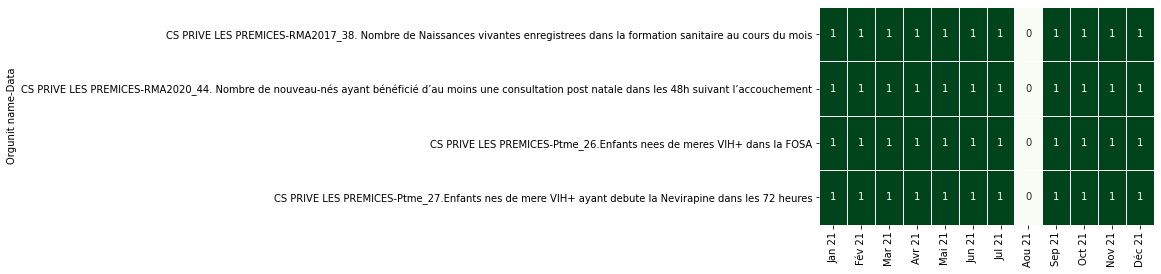 Orgunit name-Data
CS PRIVE LES PREMICES-RMA2017_38. Nombre de Naissances vivantes enregistrees dans la formation sanitaire au cours du mois
1 1 1 1 1 1 1 0 1 1 1 1
CS PRIVE LES PREMICES-RMA2020_44. Nombre de nouveau-nés ayant bénéficié d’au moins une consultation post natale dans les 48h suivant l’accouchement
1 1 1 1 1 1 1 0 1 1 1 1
CS PRIVE LES PREMICES-Ptme_26.Enfants nees de meres VIH+ dans la FOSA
1 1 1 1 1 1 1 0 1 1 1 1
CS PRIVE LES PREMICES-Ptme_27.Enfants nes de mere VIH+ ayant debute la Nevirapine dans les 72 heures
1 1 1 1 1 1 1 0 1 1 1 1
Jan 21
Fév 21
Mar 21
Avr 21
Mai 21
Jun 21
Jul 21
Aou 21
Sep 21
Oct 21
Nov 21
Déc 21